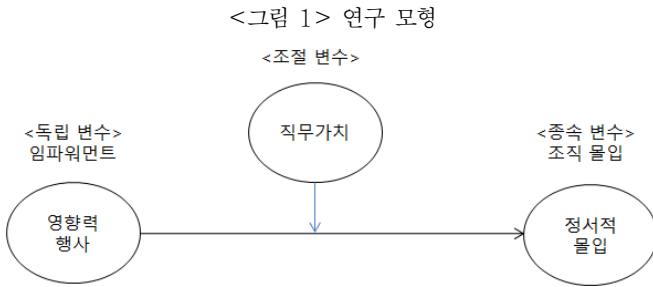 <그림 1> 연구 모형
<조절 변수>
직무가치
<독립 변수>
임파워먼트
<종속 변수>
조직 몰입
영향력
행사
정서적
몰입